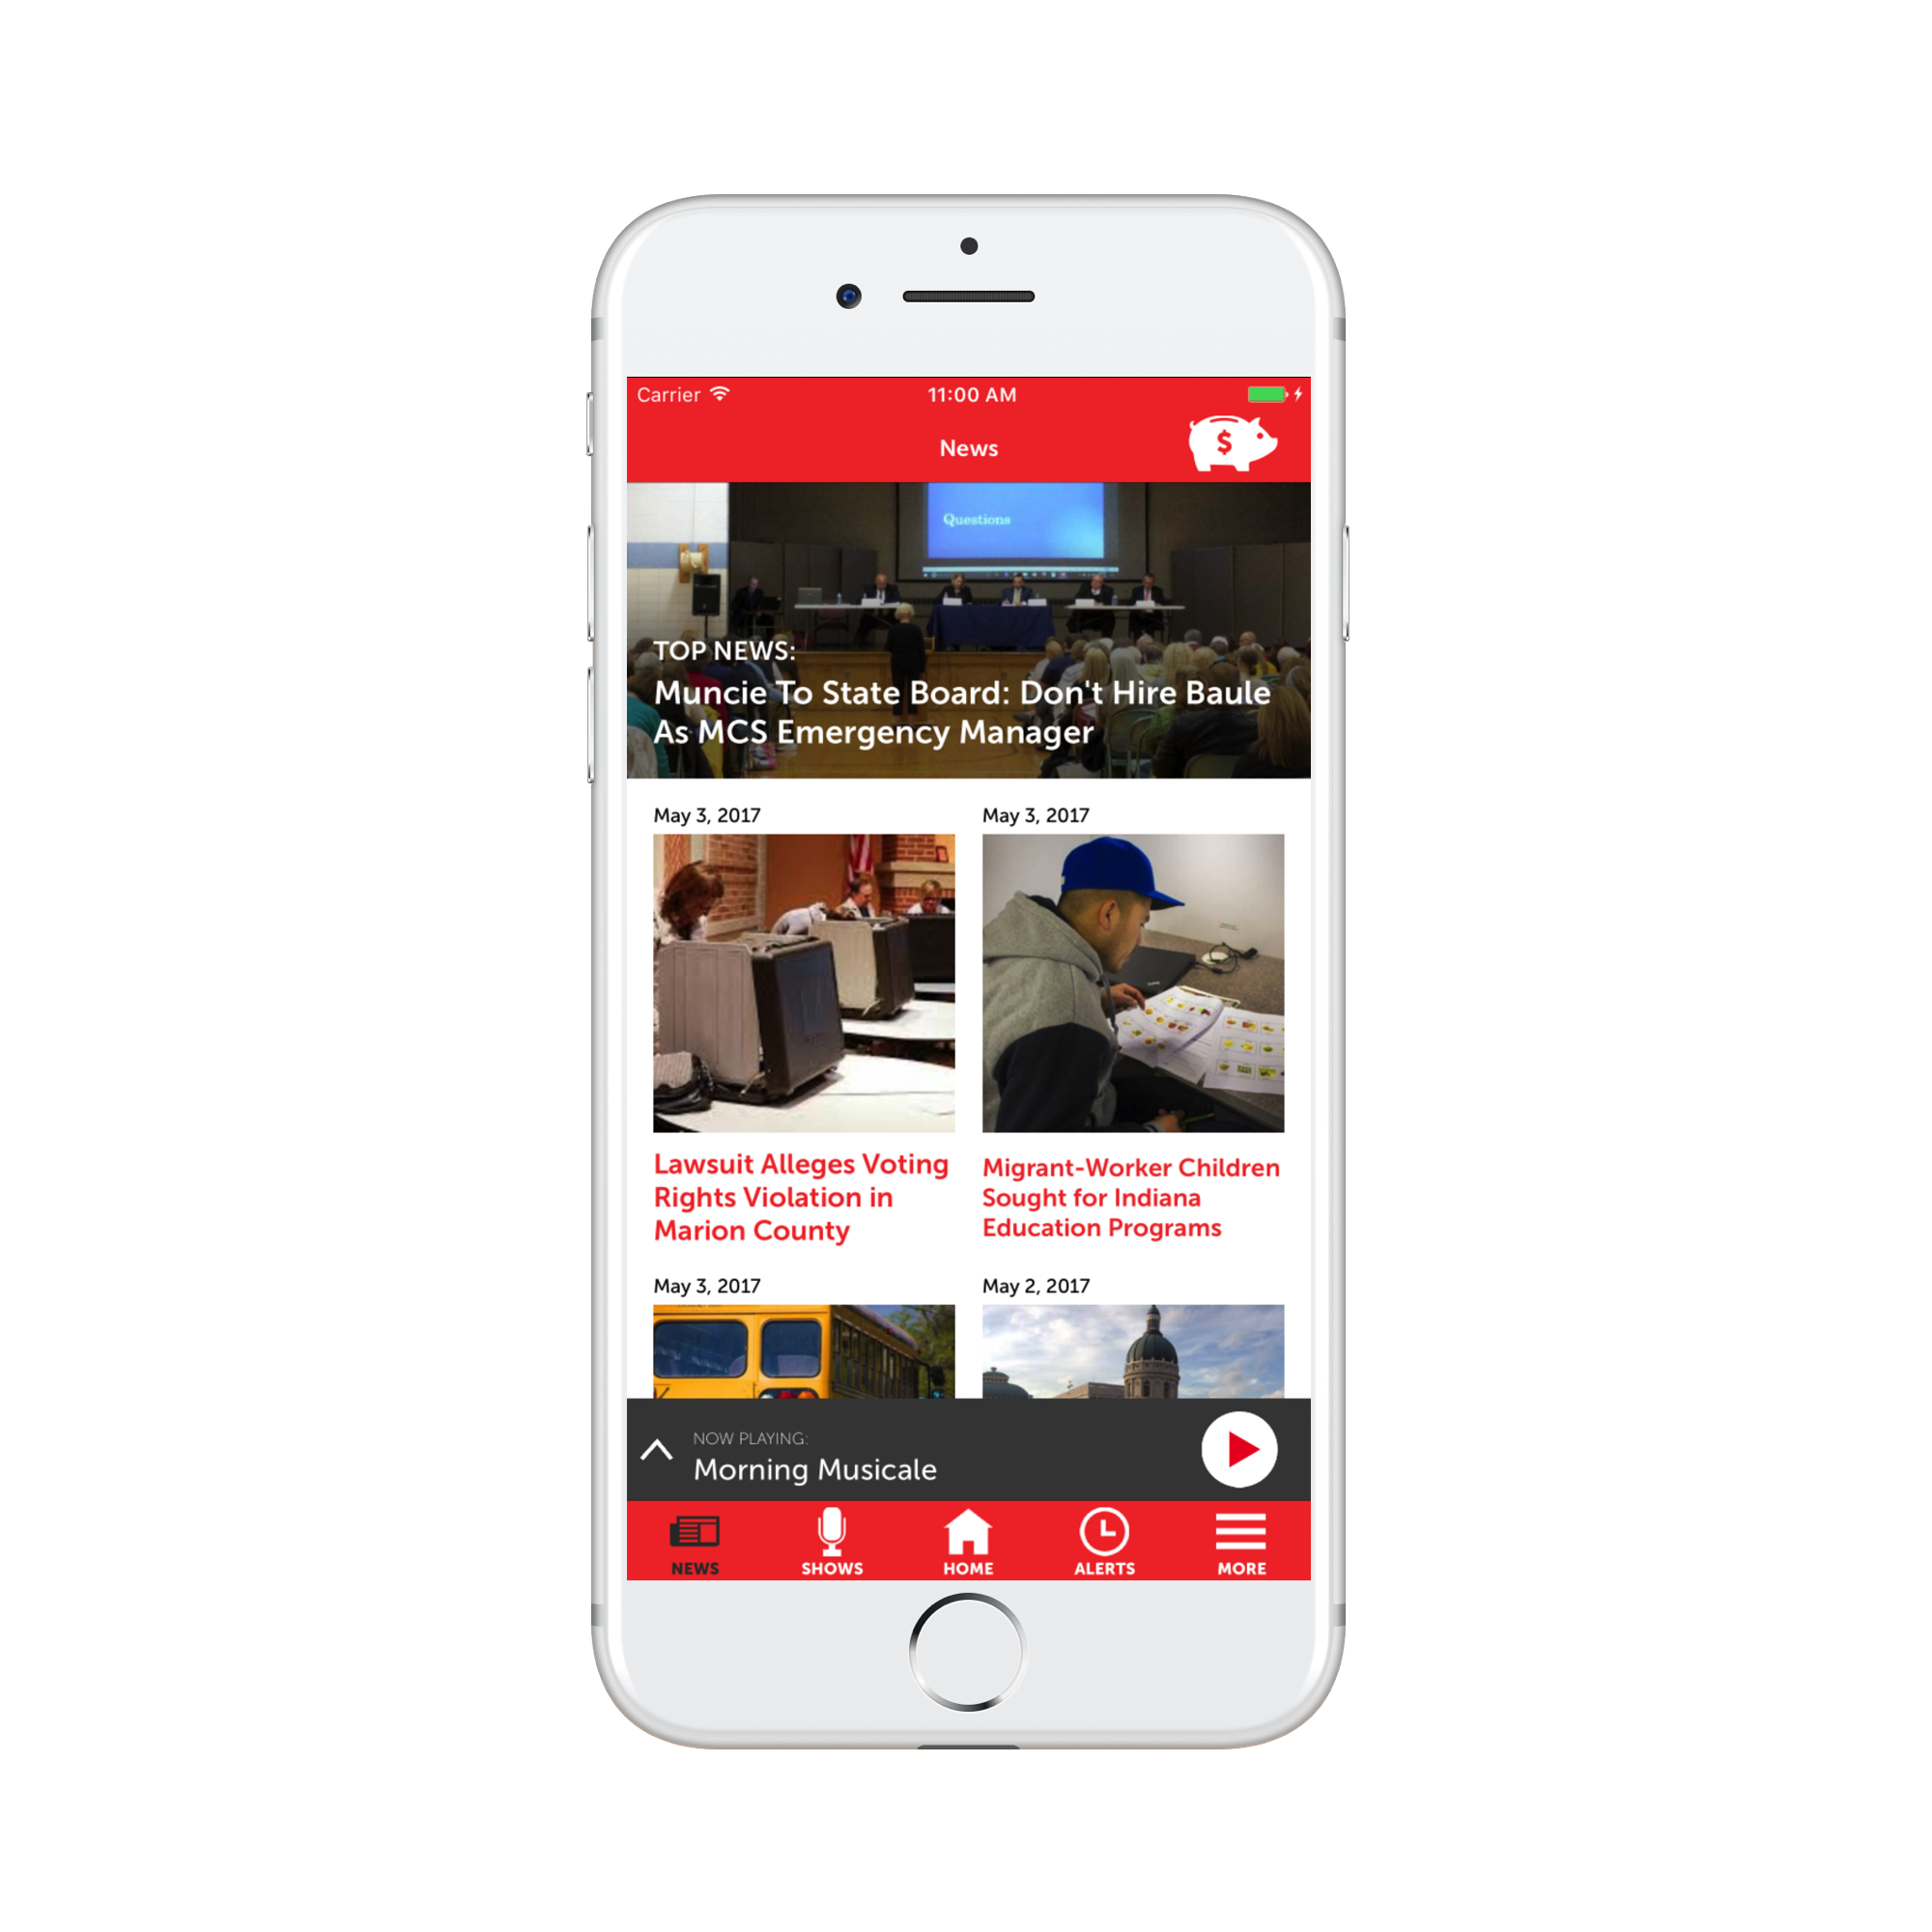 Carrier
11:00 AM
News
$
Questions
TOP NEWS:
Muncie To State Board: Don't Hire Baule
As MCS Emergency Manager
May 3, 2017
May 3, 2017
Lawsuit Alleges Voting
Rights Violation in
Marion County
Migrant-Worker Children
Sought for Indiana
Education Programs
May 3, 2017
May 2, 2017
NOW PLAYING:
Morning Musicale
NEWS
SHOWS
HOME
ALERTS
MORE